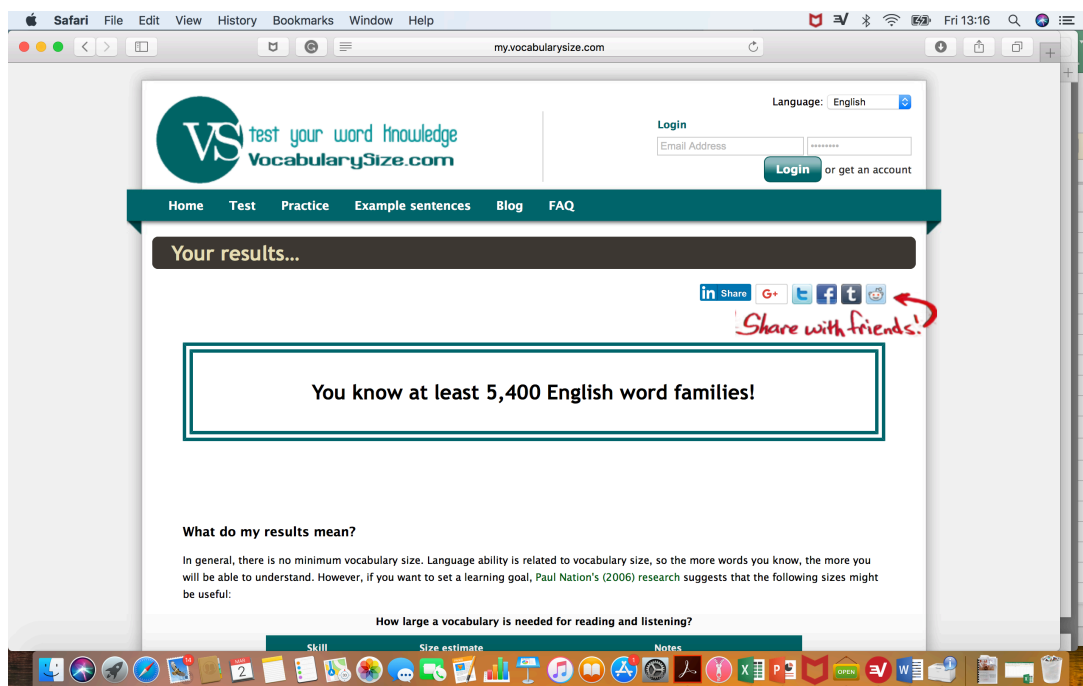 Safari File Edit View History Bookmarks Window Help Fri 13:16
my.vocabularysize.com
Language: English
VS test your word knowledge
VocabularySize.com
Login
Email Address
Login or get an account
Home Test Practice Example sentences Blog FAQ
Your results...
in Share G+
Share with friends!
You know at least 5,400 English word families!
What do my results mean?
In general, there is no minimum vocabulary size. Language ability is related to vocabulary size, so the more words you know, the more you
will be able to understand. However, if you want to set a learning goal, Paul Nation's (2006) research suggests that the following sizes might
be useful:
How large a vocabulary is needed for reading and listening?
Skill Size estimate Notes
14 2 1 OPEN